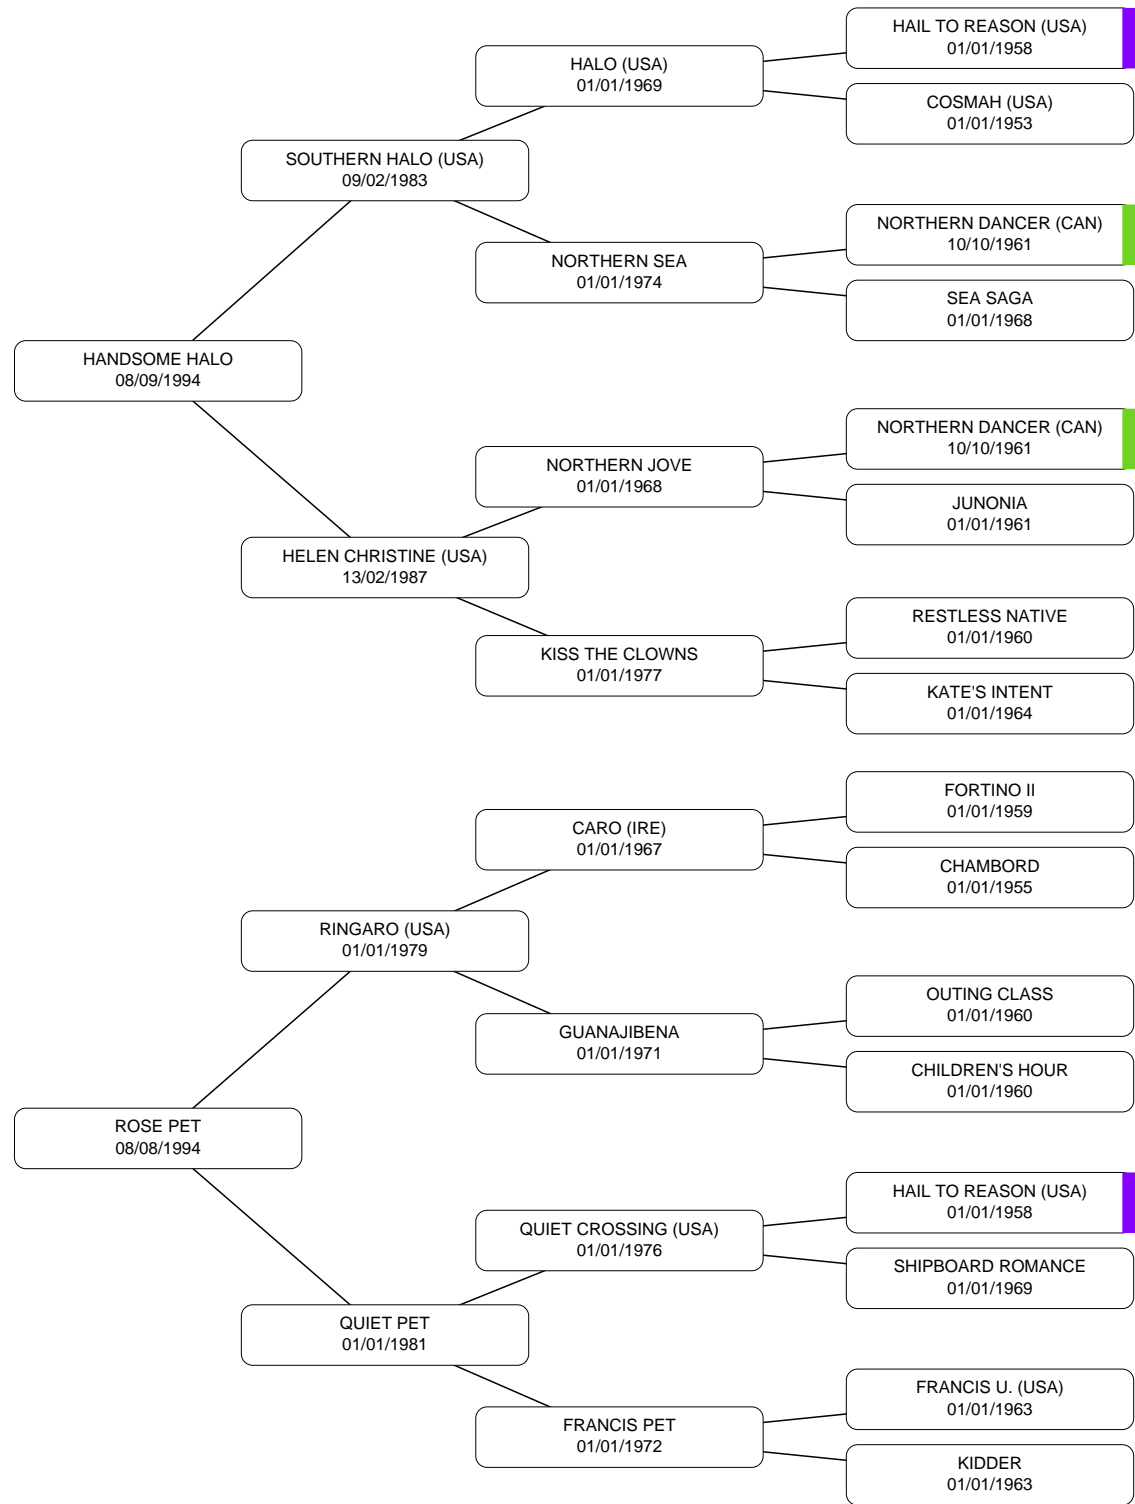 HAIL TO REASON (USA)
01/01/1958
HALO (USA)
01/01/1969
COSMAH (USA)
01/01/1953
SOUTHERN HALO (USA)
09/02/1983
NORTHERN DANCER (CAN)
10/10/1961
NORTHERN SEA
01/01/1974
SEA SAGA
01/01/1968
HANDSOME HALO
08/09/1994
NORTHERN DANCER (CAN)
10/10/1961
NORTHERN JOVE
01/01/1968
JUNONIA
01/01/1961
HELEN CHRISTINE (USA)
13/02/1987
RESTLESS NATIVE
01/01/1960
KISS THE CLOWNS
01/01/1977
KATE'S INTENT
01/01/1964
FORTINO II
01/01/1959
CARO (IRE)
01/01/1967
CHAMBORD
01/01/1955
RINGARO (USA)
01/01/1979
OUTING CLASS
01/01/1960
GUANAJIBENA
01/01/1971
CHILDREN'S HOUR
01/01/1960
ROSE PET
08/08/1994
HAIL TO REASON (USA)
01/01/1958
QUIET CROSSING (USA)
01/01/1976
SHIPBOARD ROMANCE
01/01/1969
QUIET PET
01/01/1981
FRANCIS U. (USA)
01/01/1963
FRANCIS PET
01/01/1972
KIDDER
01/01/1963